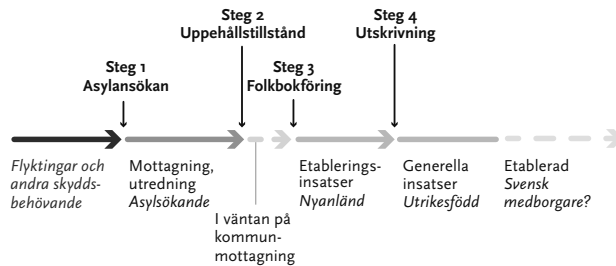 Steg 2
Uppehållstillstånd
Steg 4
Utskrivning
Steg 1
Asylansökan
Steg 3
Folkbokföring
Flyktingar och
andra skydds-
behövande
Mottagning,
utredning
Asylsökande
I väntan på
kommun-
mottagning
Etablerings-
insatser
Nyanländ
Generella
insatser
Utrikesfödd
Etablerad
Svensk
medborgare?